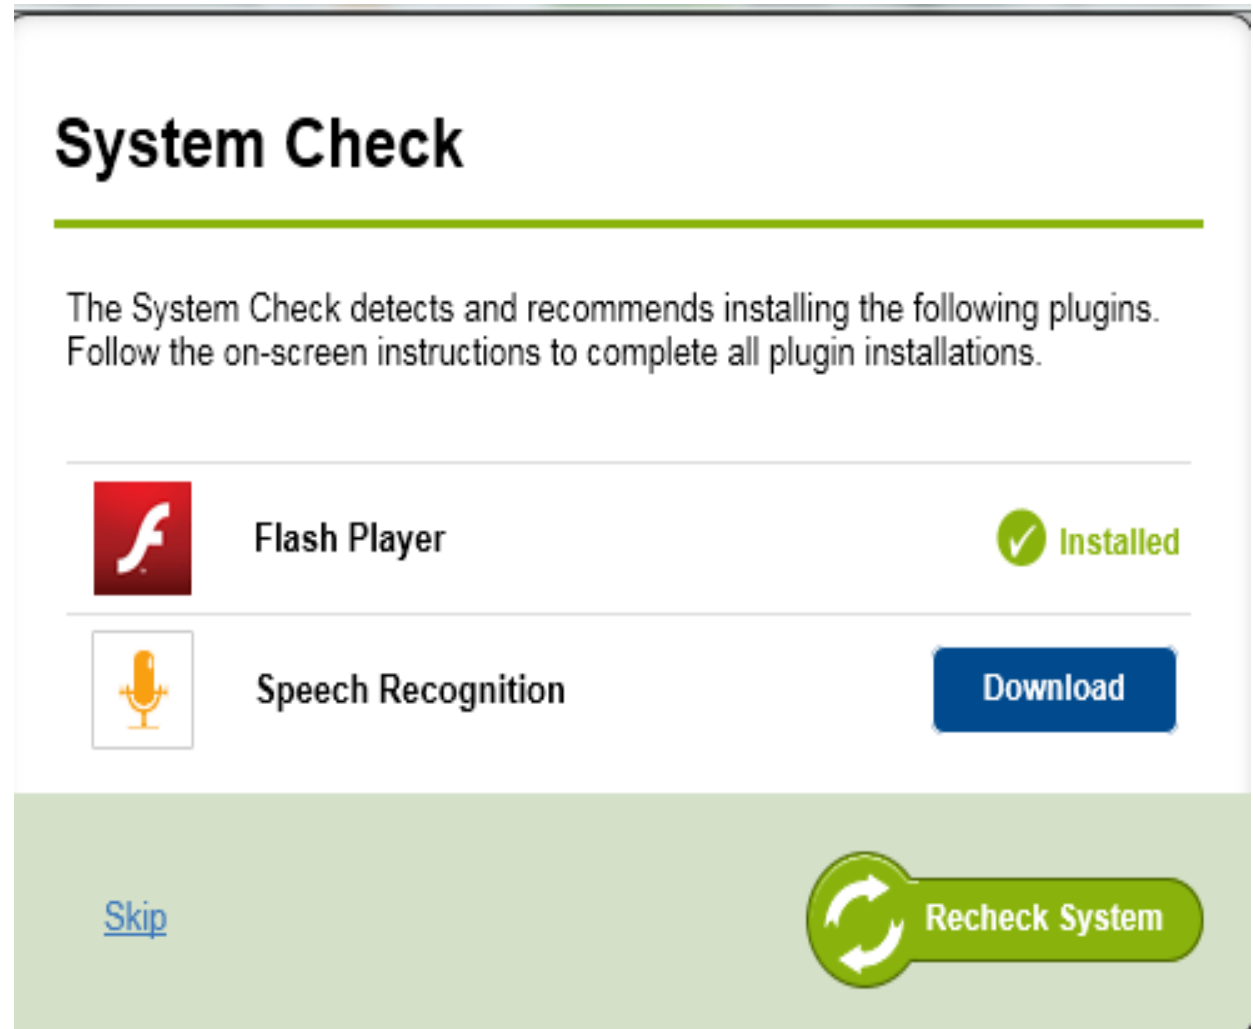 System Check
The System Check detects and recommends installing the following plugins.
Follow the on-screen instructions to complete all plugin installations.
Flash Player
Installed
Speech Recognition
Download
Skip
Recheck System